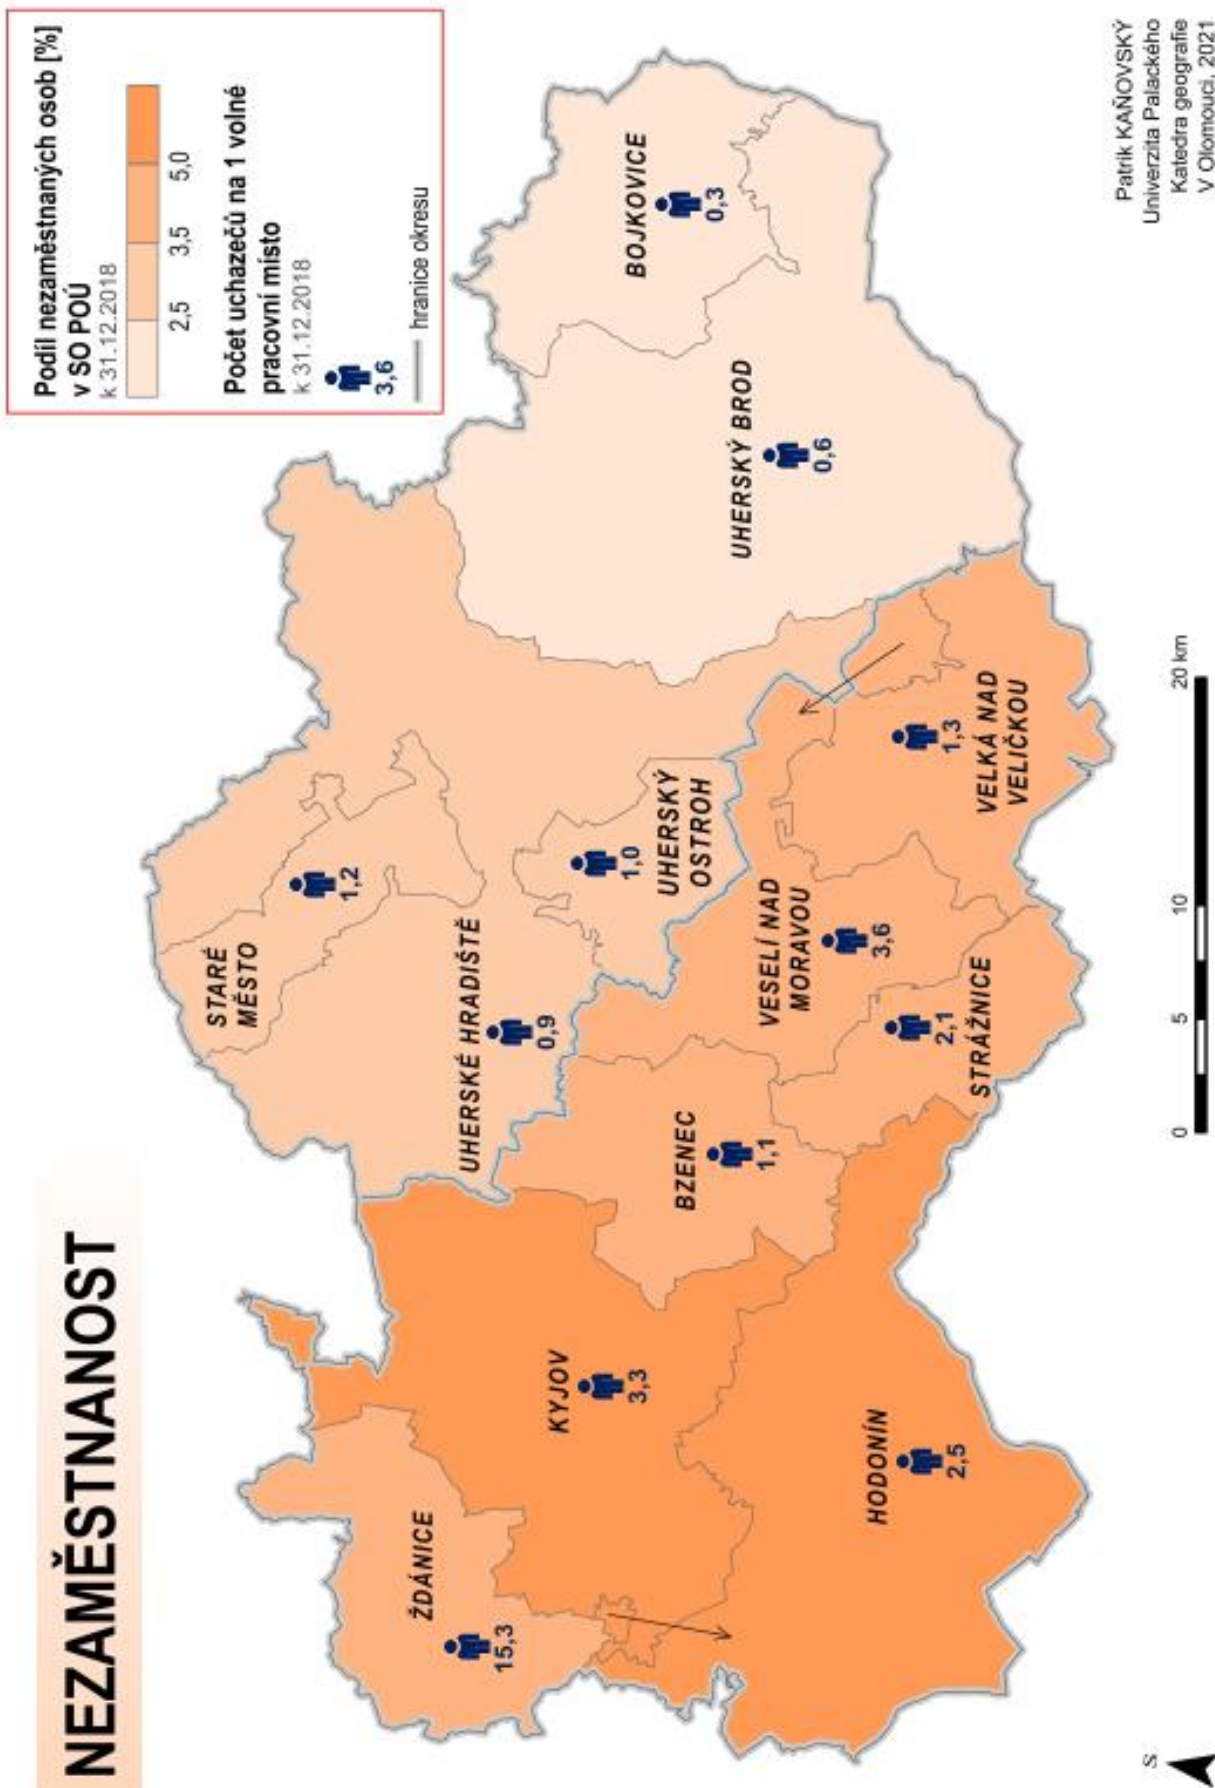 NEZAMĚSTNANOST
Podíl nezaměstnaných osob [%]
v SO POÚ
k 31.12.2018
2,5 3,5 5,0
Počet uchazečů na 1 volné
pracovní místo
k 31.12.2018
3,6
hranice okresu
ŽDÁNICE
15,3
KYJOV
3,3
HODONÍN
2,5
BZENEC
1,1
STARÉ
MĚSTO
1,2
UHERSKÉ HRADIŠTĚ
0,9
UHERSKÝ
OSTROH
1,0
VESELÍ NAD
MORAVOU
3,6
STRÁŽNICE
2,1
VELKÁ NAD
VELIČKOU
1,3
UHERSKÝ BROD
0,6
BOJKOVICE
0,3
S
0 5 10 20 km
Patrik KAŇOVSKÝ
Univerzita Palackého
Katedra geografie
V Olomouci, 2021